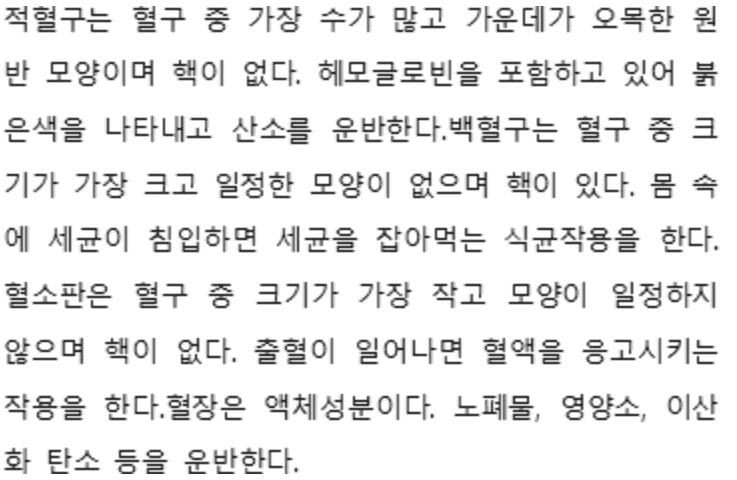 적혈구는 혈구 중 가장 수가 많고 가운데가 오목한 원
반 모양이며 핵이 없다. 헤모글로빈을 포함하고 있어 붉
은색을 나타내고 산소를 운반한다.백혈구는 혈구 중 크
기가 가장 크고 일정한 모양이 없으며 핵이 있다. 몸 속
에 세균이 침입하면 세균을 잡아먹는 식균작용을 한다.
혈소판은 혈구 중 크기가 가장 작고 모양이 일정하지
않으며 핵이 없다. 출혈이 일어나면 혈액을 응고시키는
작용을 한다.혈장은 액체성분이다. 노폐물, 영양소, 이산
화 탄소 등을 운반한다.